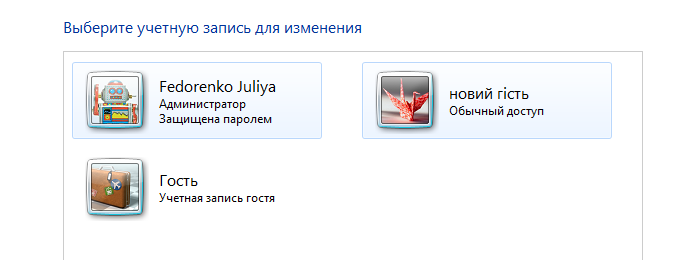 Выберите учетную запись для изменения
Fedorenko Juliya
Администратор
Защищена паролем
новий гість
Обычный доступ
Гость
Учетная запись гостя